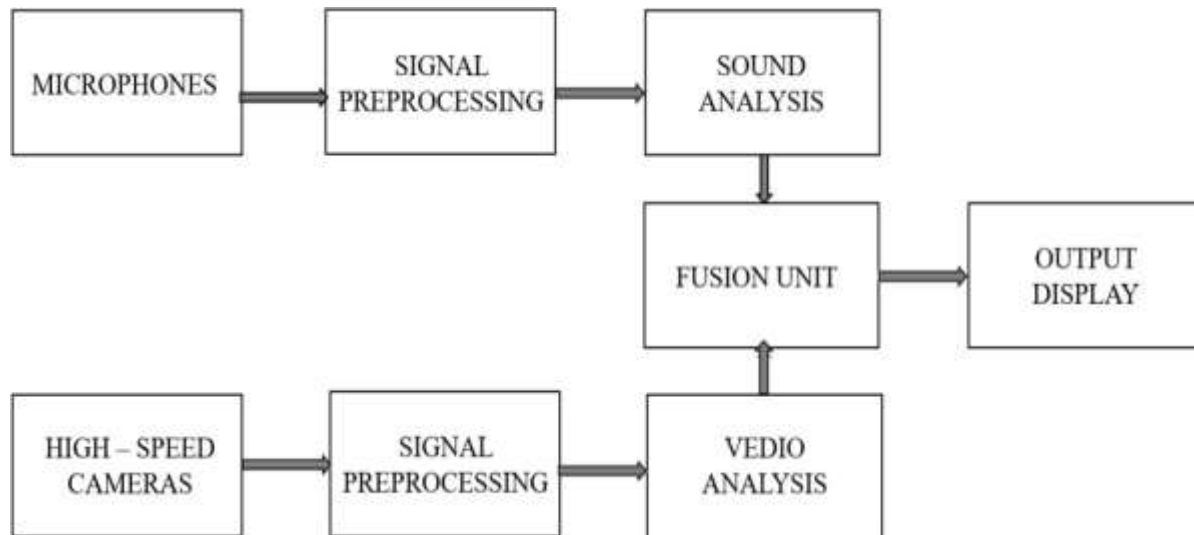 MICROPHONES
SIGNAL
PREPROCESSING
SOUND
ANALYSIS
FUSION UNIT
OUTPUT
DISPLAY
HIGH – SPEED
CAMERAS
SIGNAL
PREPROCESSING
VEDIO
ANALYSIS